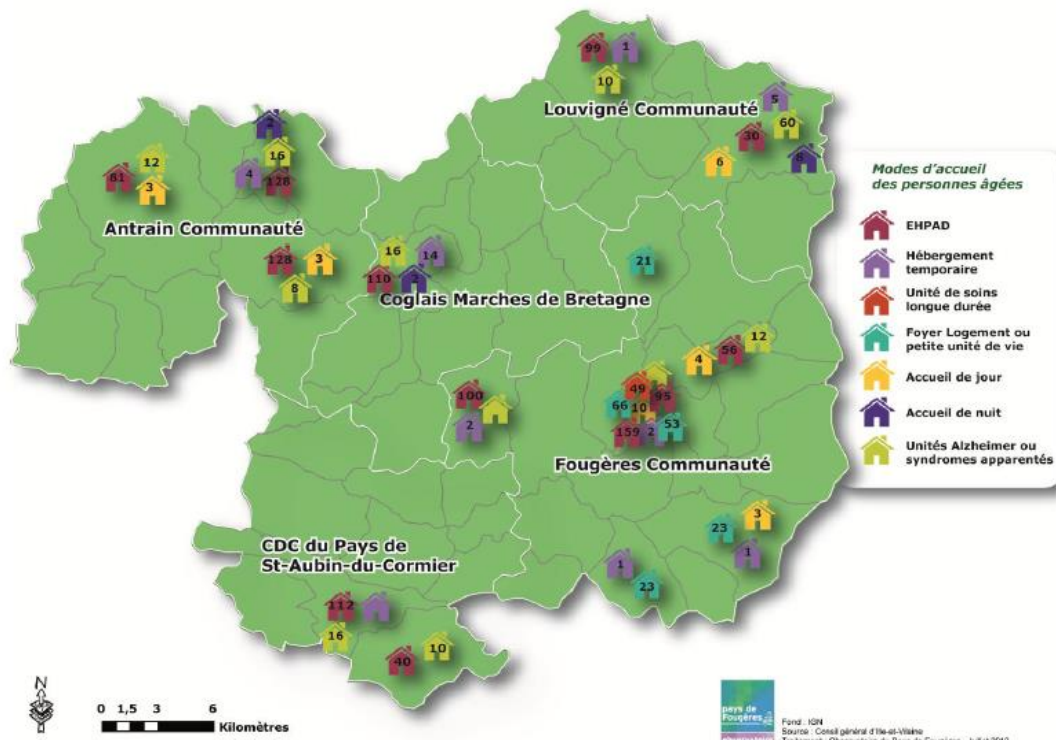 99
1
10
Louvigné Communauté
5
60
30
6
8
2
16
4
128
12
81
3
Antrain Communauté
128
3
8
16
14
110
2
Coglais Marches de Bretagne
21
12
56
4
49
66
10
95
53
159
2
100
2
Fougères Communauté
3
23
1
1
23
CDC du Pays de
St-Aubin-du-Cormier
112
16
10
40
Modes d'accueil
des personnes âgées
EHPAD
Hébergement
temporaire
Unité de soins
longue durée
Foyer Logement ou
petite unité de vie
Accueil de jour
Accueil de nuit
Unités Alzheimer ou
syndromes apparentés
N
0 1,5 3 6
Kilomètres
pays de
Fougères
Fond : IGN
Source : Conseil général d'Ille-et-Vilaine